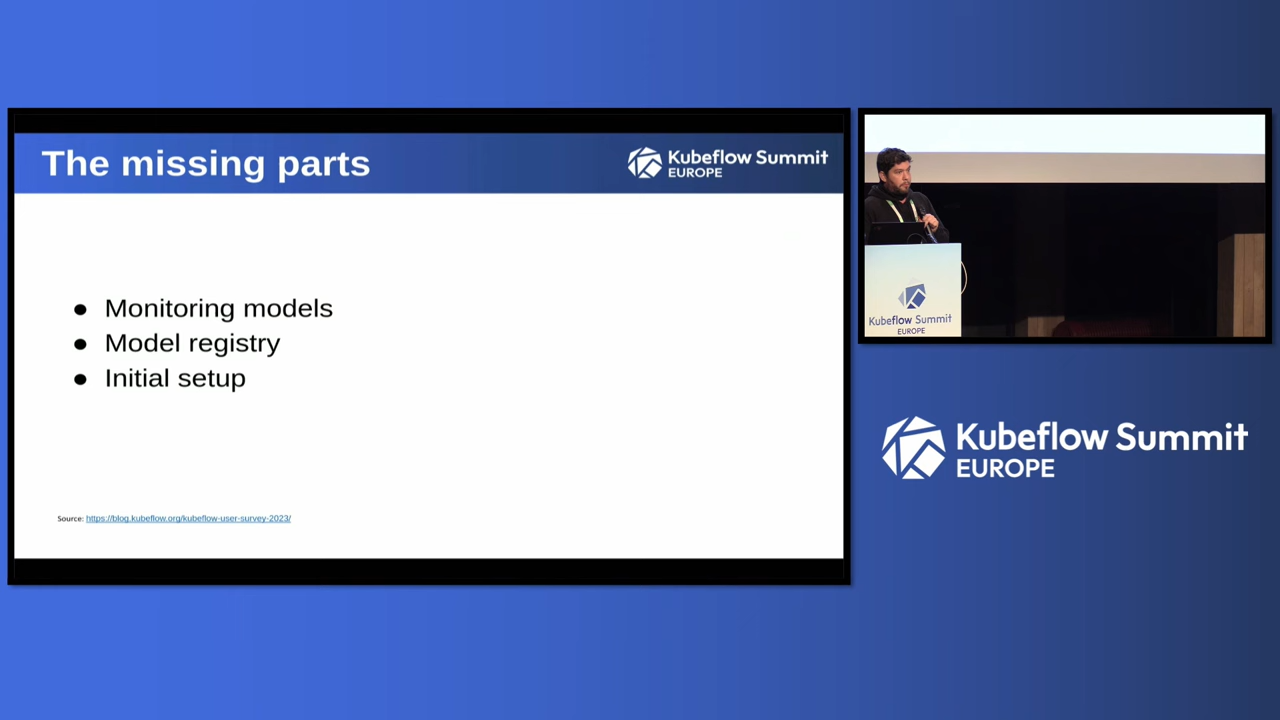 The missing parts
Kubeflow Summit
EUROPE
● Monitoring models
● Model registry
● Initial setup
Source: https://blog.kubeflow.org/kubeflow-user-survey-2023/
Kubeflow Summit
EUROPE
Kubeflow Summit
EUROPE